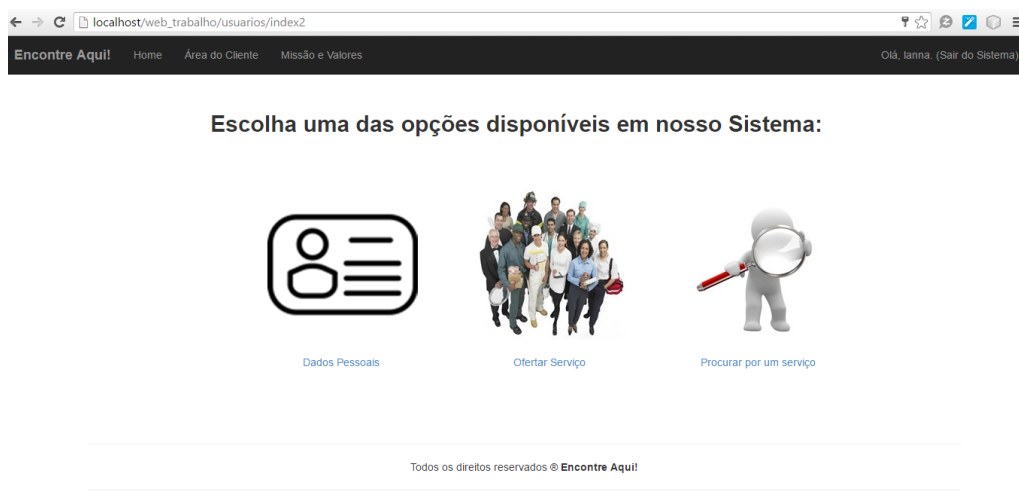 localhost/web_trabalho/usuarios/index2
Encontre Aqui! Home Área do Cliente Missão e Valores Olá, Ianna. (Sair do Sistema)
Escolha uma das opções disponíveis em nosso Sistema:
Dados Pessoais Ofertar Serviço Procurar por um serviço
Todos os direitos reservados ® Encontre Aqui!